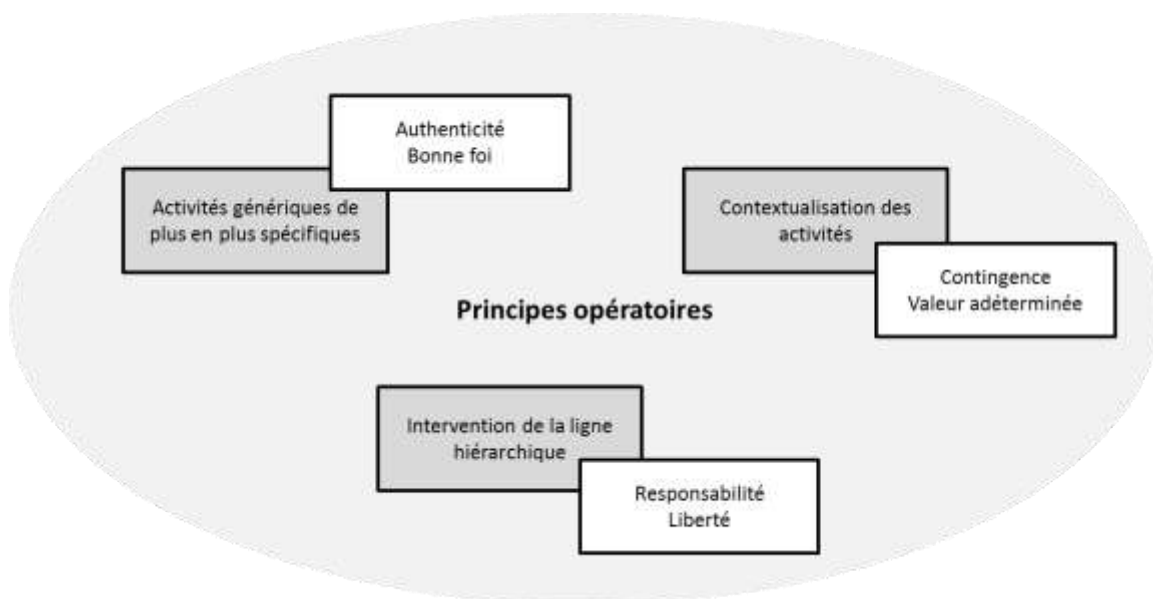 Authenticité
Bonne foi
Activités génériques de
plus en plus spécifiques
Contextualisation des
activités
Contingence
Valeur adéterminée
Principes opératoires
Intervention de la ligne
hiérarchique
Responsabilité
Liberté